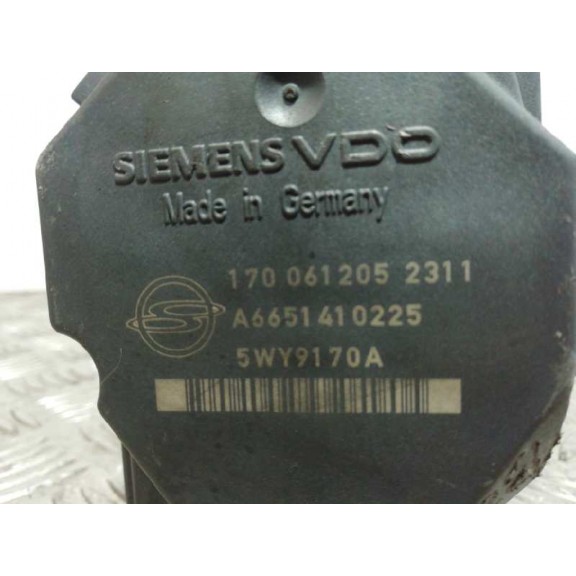 SIEMENS VDO
Made in Germany
170 061205 2311
A6651410225
5WY9170A